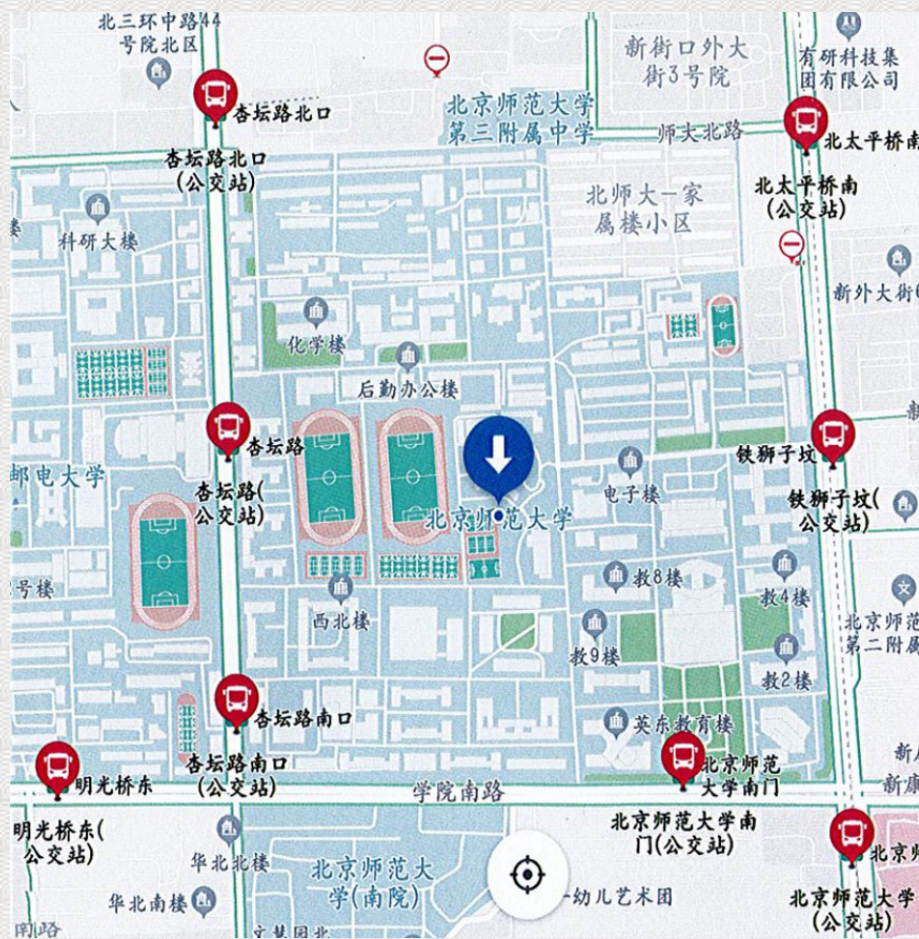 北三环中路44
号院北区
新街口外大
街3号院
有研科技集
团有限公司
杏坛路北口
北京师范大学
第三附属中学
师大北路
北太平桥南
杏坛路北口
(公交站)
北太平桥南
(公交站)
北师大一家
属楼小区
科研大楼
新外大街6
化学楼
后勤办公楼
杏坛路
铁狮子坟
邮电大学
杏坛路(
公交站)
电子楼
铁狮子坟(
公交站)
北京师范大学
号楼
西北楼
教8楼
教4楼
北京师范
第二附属
教9楼
教2楼
杏坛路南口
英东教育楼
杏坛路南口
(公交站)
明光桥东
学院南路
北京师范
大学南门
新康
明光桥东(
公交站)
北京师范大学南
门(公交站)
华北北楼
北京师范大
学(南院)
北京师
华北南楼
幼儿艺术团
北京师范大学
(公交站)
南路
文慧园北